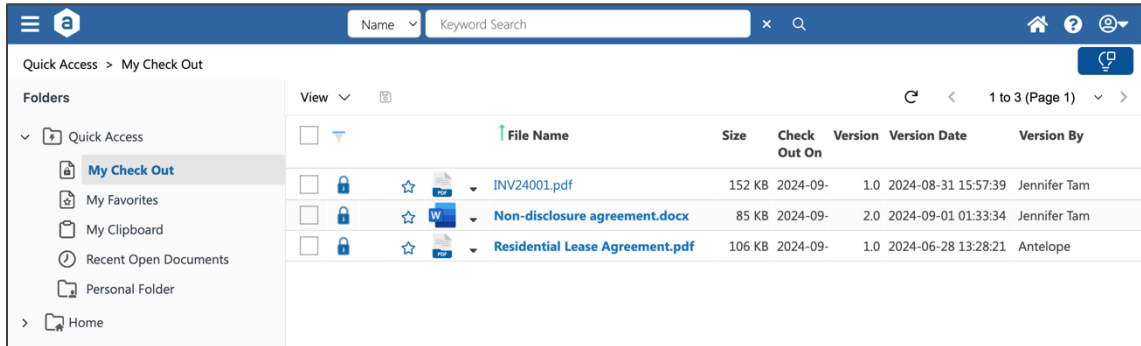 a Name Keyword Search
Quick Access > My Check Out
Folders
View 1 to 3 (Page 1)
File Name Size Check Out On Version Version Date Version By
Quick Access
My Check Out
My Favorites
My Clipboard
Recent Open Documents
Personal Folder
Home
PDF INV24001.pdf 152 KB 2024-09- 1.0 2024-08-31 15:57:39 Jennifer Tam
W Non-disclosure agreement.docx 85 KB 2024-09- 2.0 2024-09-01 01:33:34 Jennifer Tam
PDF Residential Lease Agreement.pdf 106 KB 2024-09- 1.0 2024-06-28 13:28:21 Antelope